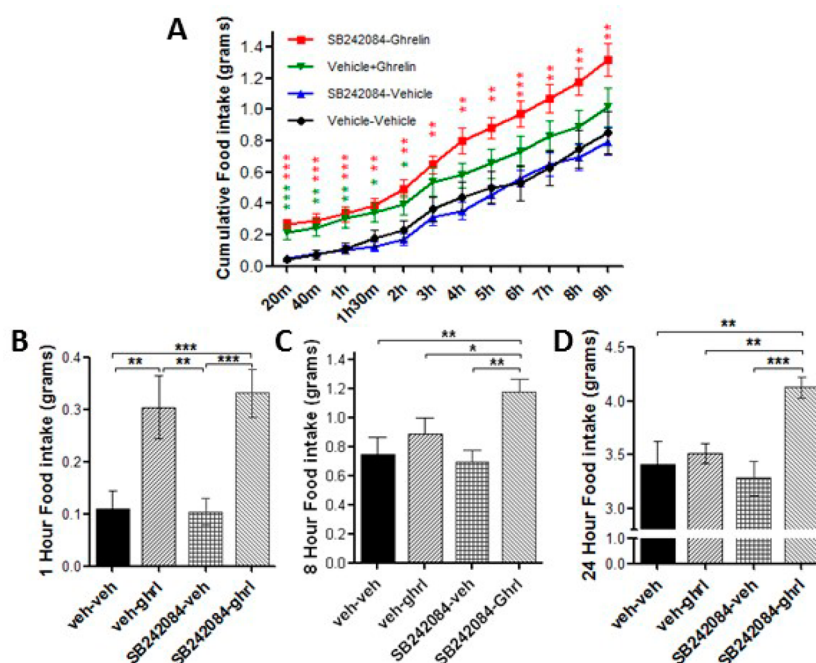 A
Cumulative Food intake (grams)
1.4
1.2
1.0
0.8
0.6
0.4
0.2
0.0
SB242084-Ghrelin
Vehicle+Ghrelin
SB242084-Vehicle
Vehicle-Vehicle
*** *** *** ** ** ** ** ** *** ** ** **
*** ** ** * *
20m 40m 1h 1h30m 2h 3h 4h 5h 6h 7h 8h 9h
B
1 Hour Food intake (grams)
0.4
0.3
0.2
0.1
0.0
***
** ** ***
veh-veh veh-ghrl SB242084-veh SB242084-ghrl
C
8 Hour Food intake (grams)
1.4
1.2
1.0
0.8
0.6
0.4
0.2
0.0
**
*
**
veh-veh veh-ghrl SB242084-veh SB242084-Ghrl
D
24 Hour Food intake (grams)
4.5
4.0
3.5
3.0
1.0
0.0
**
**
***
veh-veh veh-ghrl SB242084-veh SB242084-ghrl